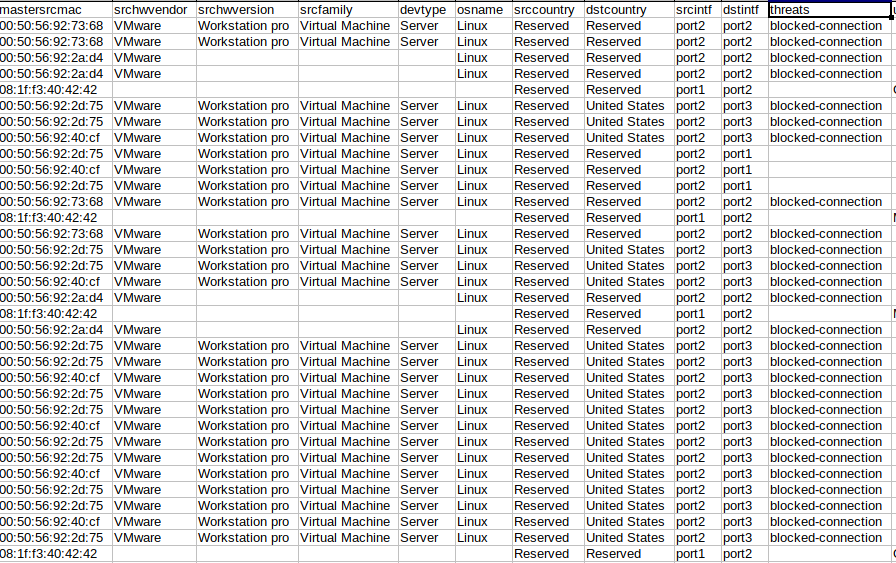 mastersrcmac srchwvendor srchwversion srcfamily devtype osname srccountry dstcountry srcintf dstintf threats
00:50:56:92:73:68 VMware Workstation pro Virtual Machine Server Linux Reserved Reserved port2 port2 blocked-connection
00:50:56:92:73:68 VMware Workstation pro Virtual Machine Server Linux Reserved Reserved port2 port2 blocked-connection
00:50:56:92:2a:d4 VMware Linux Reserved Reserved port2 port2 blocked-connection
00:50:56:92:2a:d4 VMware Linux Reserved Reserved port2 port2 blocked-connection
08:1f:f3:40:42:42 Reserved Reserved port1 port2
00:50:56:92:2d:75 VMware Workstation pro Virtual Machine Server Linux Reserved United States port2 port3 blocked-connection
00:50:56:92:2d:75 VMware Workstation pro Virtual Machine Server Linux Reserved United States port2 port3 blocked-connection
00:50:56:92:40:cf VMware Workstation pro Virtual Machine Server Linux Reserved United States port2 port3 blocked-connection
00:50:56:92:2d:75 VMware Workstation pro Virtual Machine Server Linux Reserved Reserved port2 port1
00:50:56:92:40:cf VMware Workstation pro Virtual Machine Server Linux Reserved Reserved port2 port1
00:50:56:92:2d:75 VMware Workstation pro Virtual Machine Server Linux Reserved Reserved port2 port1
00:50:56:92:73:68 VMware Workstation pro Virtual Machine Server Linux Reserved Reserved port2 port2 blocked-connection
08:1f:f3:40:42:42 Reserved Reserved port1 port2
00:50:56:92:73:68 VMware Workstation pro Virtual Machine Server Linux Reserved Reserved port2 port2 blocked-connection
00:50:56:92:2d:75 VMware Workstation pro Virtual Machine Server Linux Reserved United States port2 port3 blocked-connection
00:50:56:92:2d:75 VMware Workstation pro Virtual Machine Server Linux Reserved United States port2 port3 blocked-connection
00:50:56:92:40:cf VMware Workstation pro Virtual Machine Server Linux Reserved United States port2 port3 blocked-connection
00:50:56:92:2a:d4 VMware Linux Reserved Reserved port2 port2 blocked-connection
08:1f:f3:40:42:42 Reserved Reserved port1 port2
00:50:56:92:2a:d4 VMware Linux Reserved Reserved port2 port2 blocked-connection
00:50:56:92:2d:75 VMware Workstation pro Virtual Machine Server Linux Reserved United States port2 port3 blocked-connection
00:50:56:92:2d:75 VMware Workstation pro Virtual Machine Server Linux Reserved United States port2 port3 blocked-connection
00:50:56:92:40:cf VMware Workstation pro Virtual Machine Server Linux Reserved United States port2 port3 blocked-connection
00:50:56:92:2d:75 VMware Workstation pro Virtual Machine Server Linux Reserved United States port2 port3 blocked-connection
00:50:56:92:2d:75 VMware Workstation pro Virtual Machine Server Linux Reserved United States port2 port3 blocked-connection
00:50:56:92:40:cf VMware Workstation pro Virtual Machine Server Linux Reserved United States port2 port3 blocked-connection
00:50:56:92:2d:75 VMware Workstation pro Virtual Machine Server Linux Reserved United States port2 port3 blocked-connection
00:50:56:92:2d:75 VMware Workstation pro Virtual Machine Server Linux Reserved United States port2 port3 blocked-connection
00:50:56:92:40:cf VMware Workstation pro Virtual Machine Server Linux Reserved United States port2 port3 blocked-connection
00:50:56:92:2d:75 VMware Workstation pro Virtual Machine Server Linux Reserved United States port2 port3 blocked-connection
00:50:56:92:2d:75 VMware Workstation pro Virtual Machine Server Linux Reserved United States port2 port3 blocked-connection
00:50:56:92:40:cf VMware Workstation pro Virtual Machine Server Linux Reserved United States port2 port3 blocked-connection
00:50:56:92:2d:75 VMware Workstation pro Virtual Machine Server Linux Reserved United States port2 port3 blocked-connection
08:1f:f3:40:42:42 Reserved Reserved port1 port2